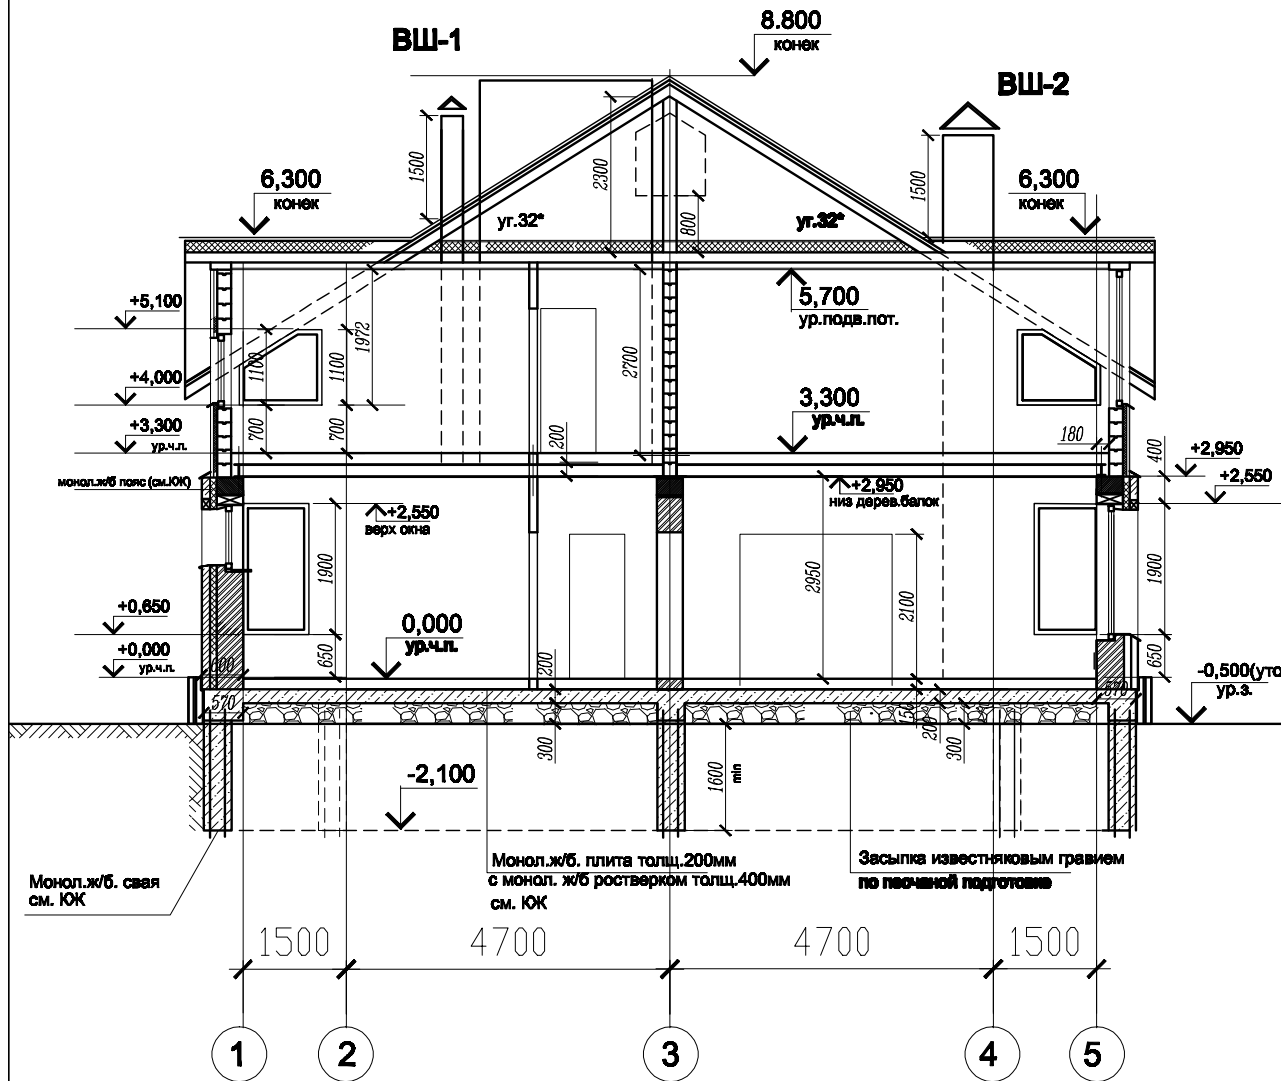 8.800
конек
ВШ-1
ВШ-2
6,300
конек
6,300
конек
1500
2300
1500
800
уг.32*
уг.32*
+5,100
5,700
ур.подв.пот.
1972
1100
1100
2700
+4,000
3,300
ур.ч.п.
+3,300
ур.ч.п.
700
700
200
180
400
+2,950
монол.ж/б пояс (см.КЖ)
+2,550
+2,950
низ дерев.балок
+2,550
верх окна
1900
2950
2100
1900
+0,650
0,000
ур.ч.п.
+0,000
ур.ч.п.
600
650
200
650
-0,500(уто
ур.з.
570
570
150
200
300
300
1600
min
-2,100
Монол.ж/б. плита толщ.200мм
с монол. ж/б ростверком толщ.400мм
см. КЖ
Засыпка известняковым гравием
по песчаной подготовке
Монол.ж/б. свая
см. КЖ
1500
4700
4700
1500
1
2
3
4
5